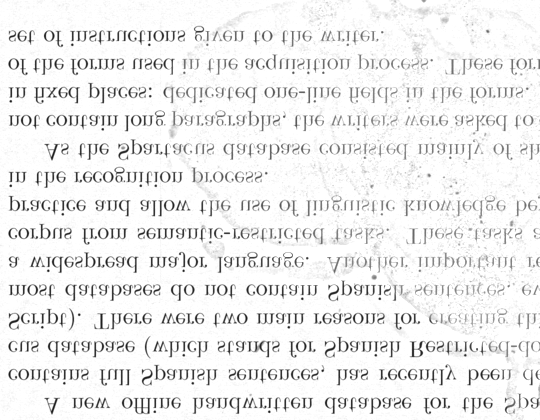 A new offline handwritten database for the Spa
contains full Spanish sentences, has recently been de
cus database (which stands for Spanish Restricted-do
Script). There were two main reasons for creating thi
most databases do not contain Spanish sentences, ev
a widespread major language. Another important re
corpus from semantic-restricted tasks. These tasks a
practice and allow the use of linguistic knowledge be
in the recognition process.
As the Spartacus database consisted mainly of sh
not contain long paragraphs, the writers were asked to
in fixed places: dedicated one-line fields in the forms.
of the forms used in the acquisition process. These for
set of instructions given to the writer.